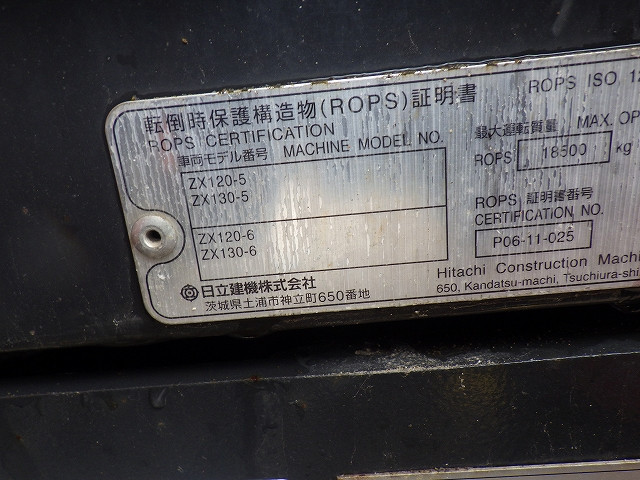 転倒時保護構造物(ROPS)証明書
ROPS CERTIFICATION
ROPS ISO
車両モデル番号 MACHINE MODEL NO.
ZX120-5
ZX130-5
ZX120-6
ZX130-6
最大運転質量 MAX. OP
ROPS 18500 kg
ROPS 証明書番号
CERTIFICATION NO.
P06-11-025
日立建機株式会社
茨城県土浦市神立町650番地
Hitachi Construction Machin
650, Kandatsu-machi, Tsuchiura-shi